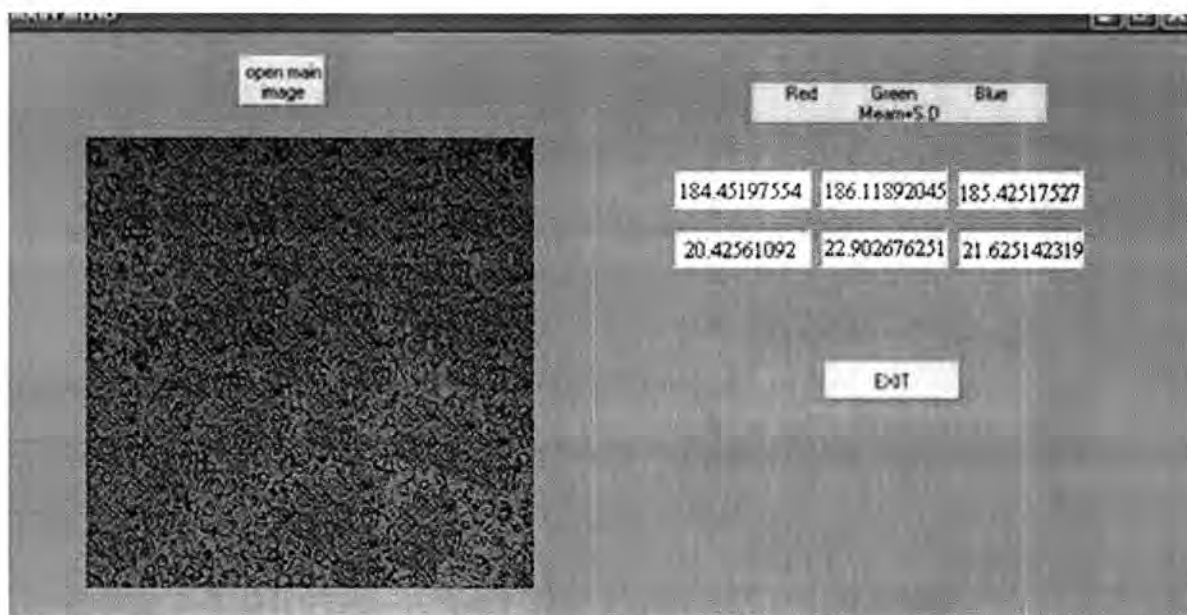 open main
image
Red Green Blue
Meam+S.D
184.45197554 186.11892045 185.42517527
20.42561092 22.902676251 21.625142319
EXIT